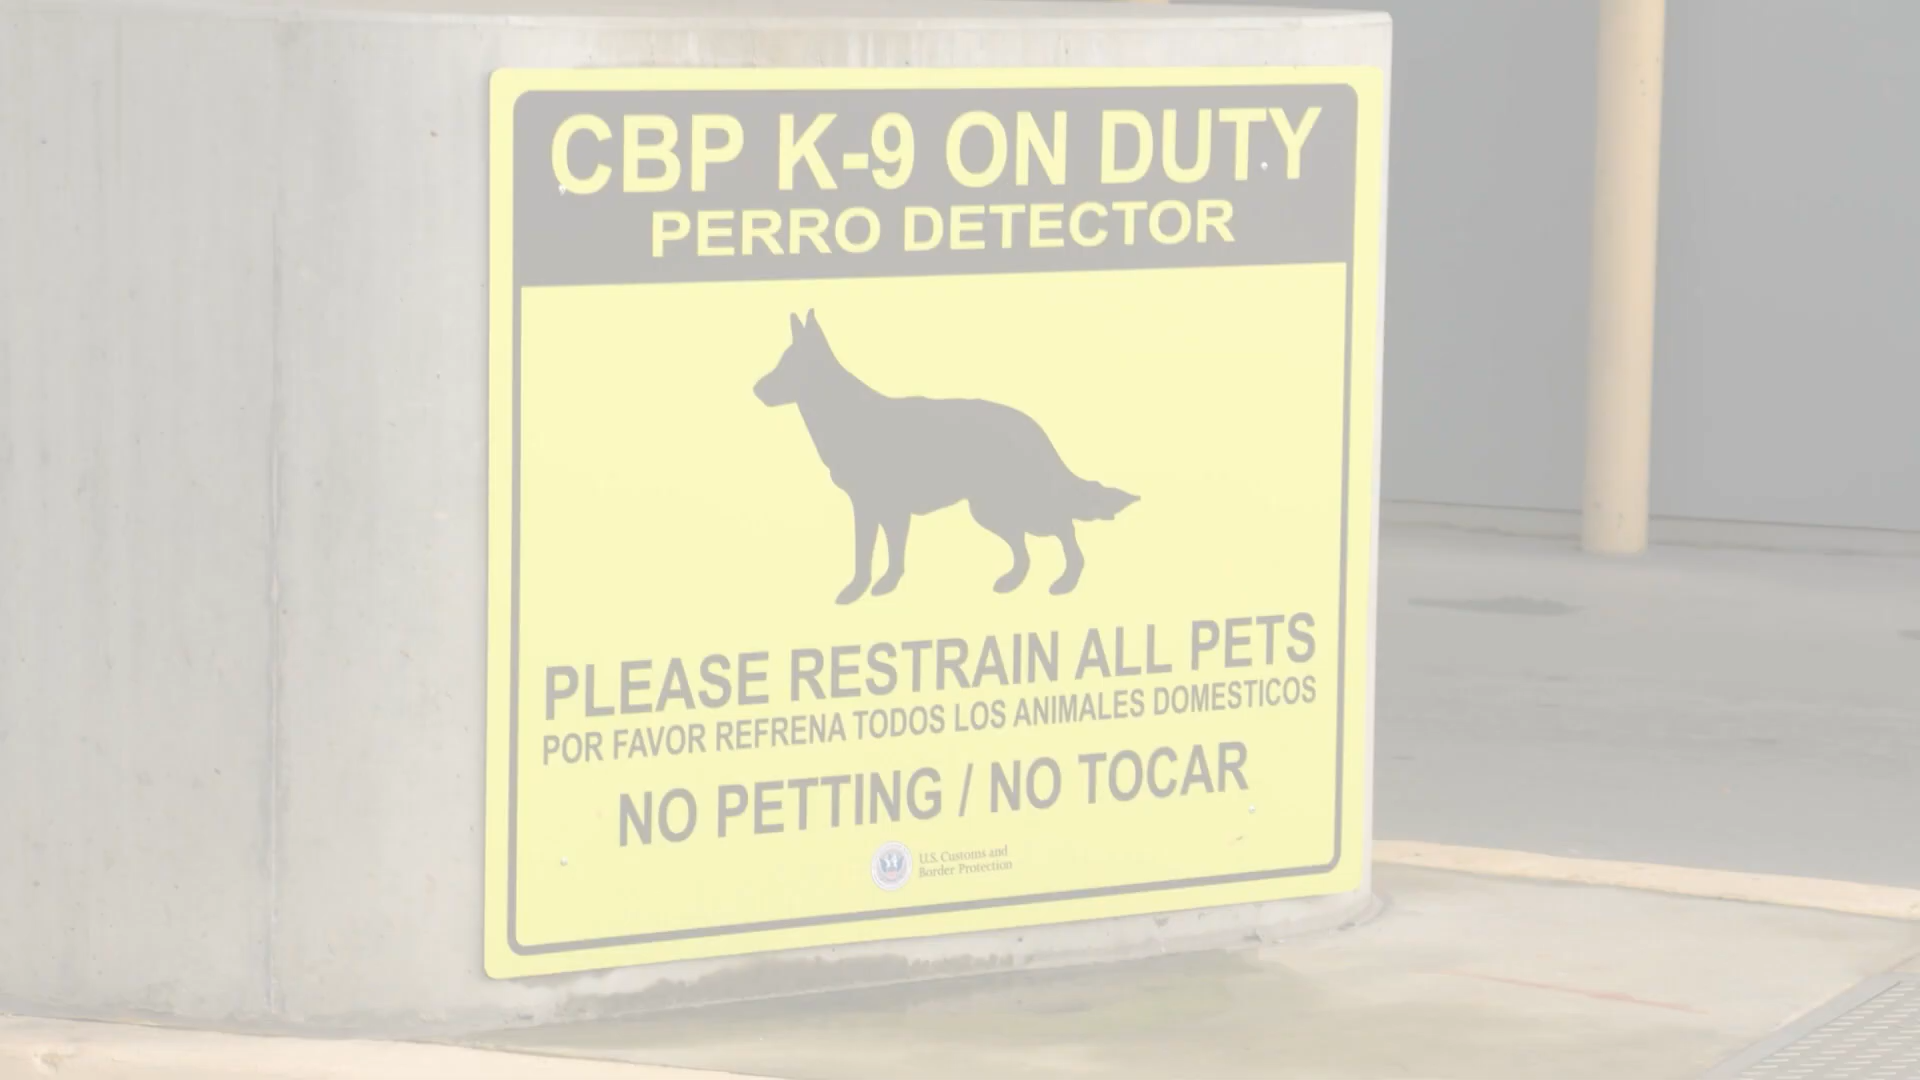 CBP K-9 ON DUTY
PERRO DETECTOR
PLEASE RESTRAIN ALL PETS
POR FAVOR REFRENA TODOS LOS ANIMALES DOMESTICOS
NO PETTING / NO TOCAR
U.S. Customs and
Border Protection